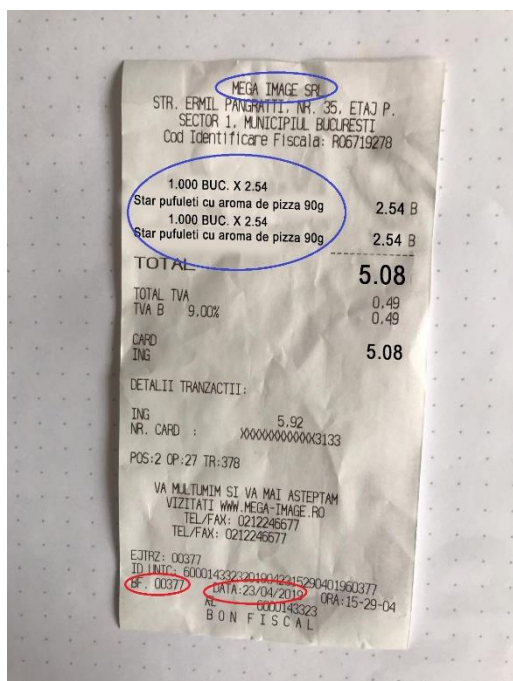 MEGA IMAGE SRL
STR. ERMIL PANGRATTI, NR. 35, ETAJ P.
SECTOR 1, MUNICIPIUL BUCURESTI
Cod Identificare Fiscala: RO6719278
1.000 BUC. X 2.54
Star pufuleti cu aroma de pizza 90g 2.54 B
1.000 BUC. X 2.54
Star pufuleti cu aroma de pizza 90g 2.54 B
TOTAL 5.08
TOTAL TVA 0.49
TVA B 9.00% 0.49
CARD 5.08
ING
DETALII TRANZACTII:
ING 5.92
NR. CARD : XXXXXXXXXXXX3133
POS:2 OP:27 TR:378
VA MULTUMIM SI VA MAI ASTEPTAM
VIZITATI WWW.MEGA-IMAGE.RO
TEL/FAX: 0212246677
TEL/FAX: 0212246677
EJTRZ: 00377
ID UNIC: 60001433232019042315290401960377
BF. 00377 DATA:23/04/2019 ORA:15-29-04
6000143323
BON FISCAL